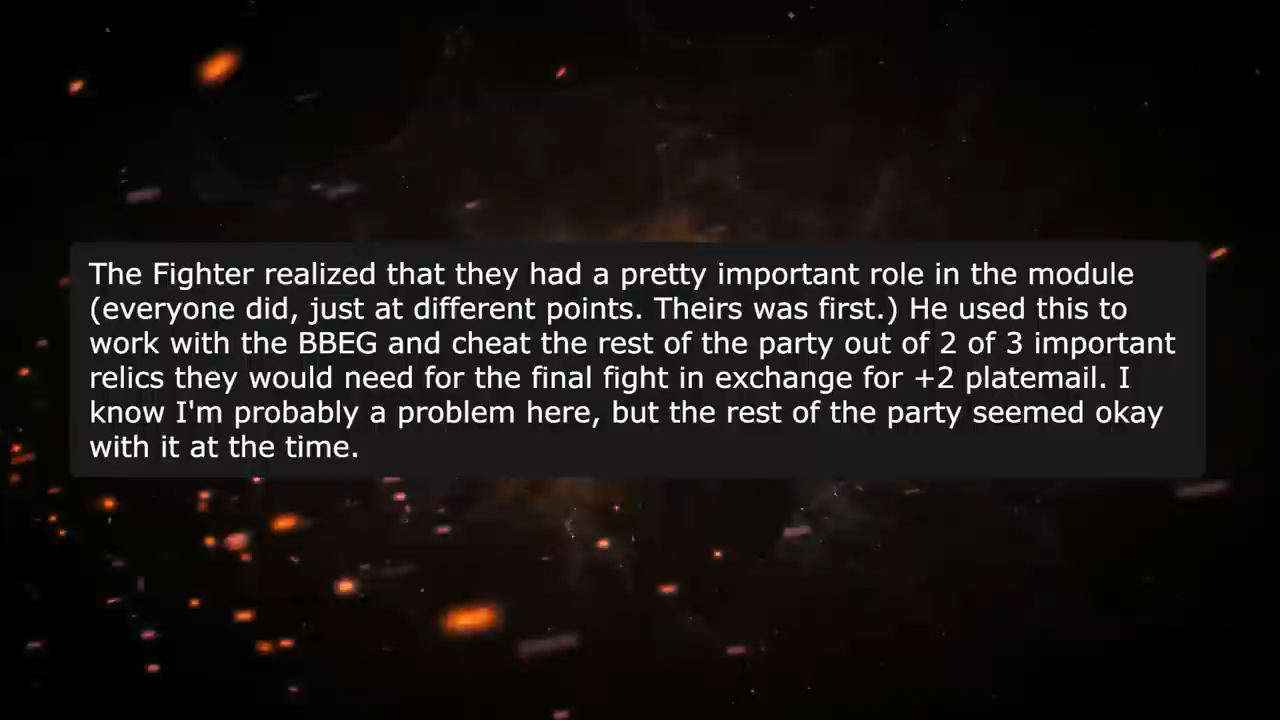 The Fighter realized that they had a pretty important role in the module
(everyone did, just at different points. Theirs was first.) He used this to
work with the BBEG and cheat the rest of the party out of 2 of 3 important
relics they would need for the final fight in exchange for +2 platemail. I
know I'm probably a problem here, but the rest of the party seemed okay
with it at the time.